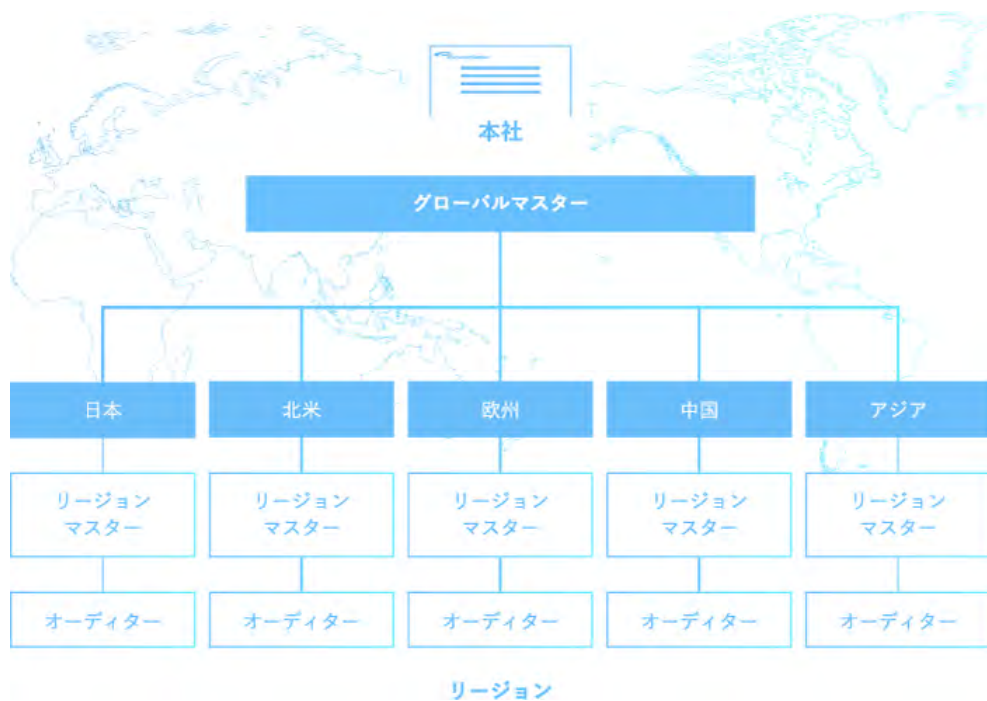 本社
グローバルマスター
日本
北米
欧州
中国
アジア
リージョン
マスター
リージョン
マスター
リージョン
マスター
リージョン
マスター
リージョン
マスター
オーディター
オーディター
オーディター
オーディター
オーディター
リージョン